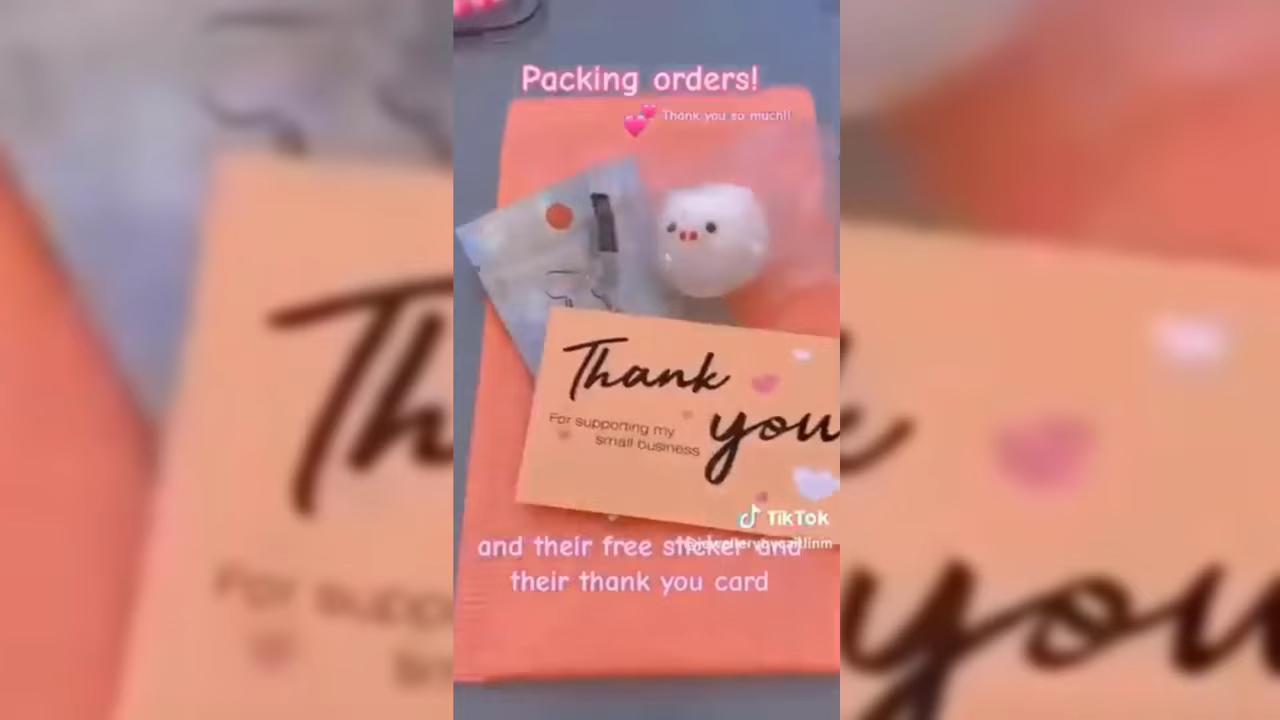 Packing orders!
💕 Thank you so much!!
Thank
you
For supporting my
small business
TikTok
@jewellerybycaitlinm
and their free sticker and
their thank you card